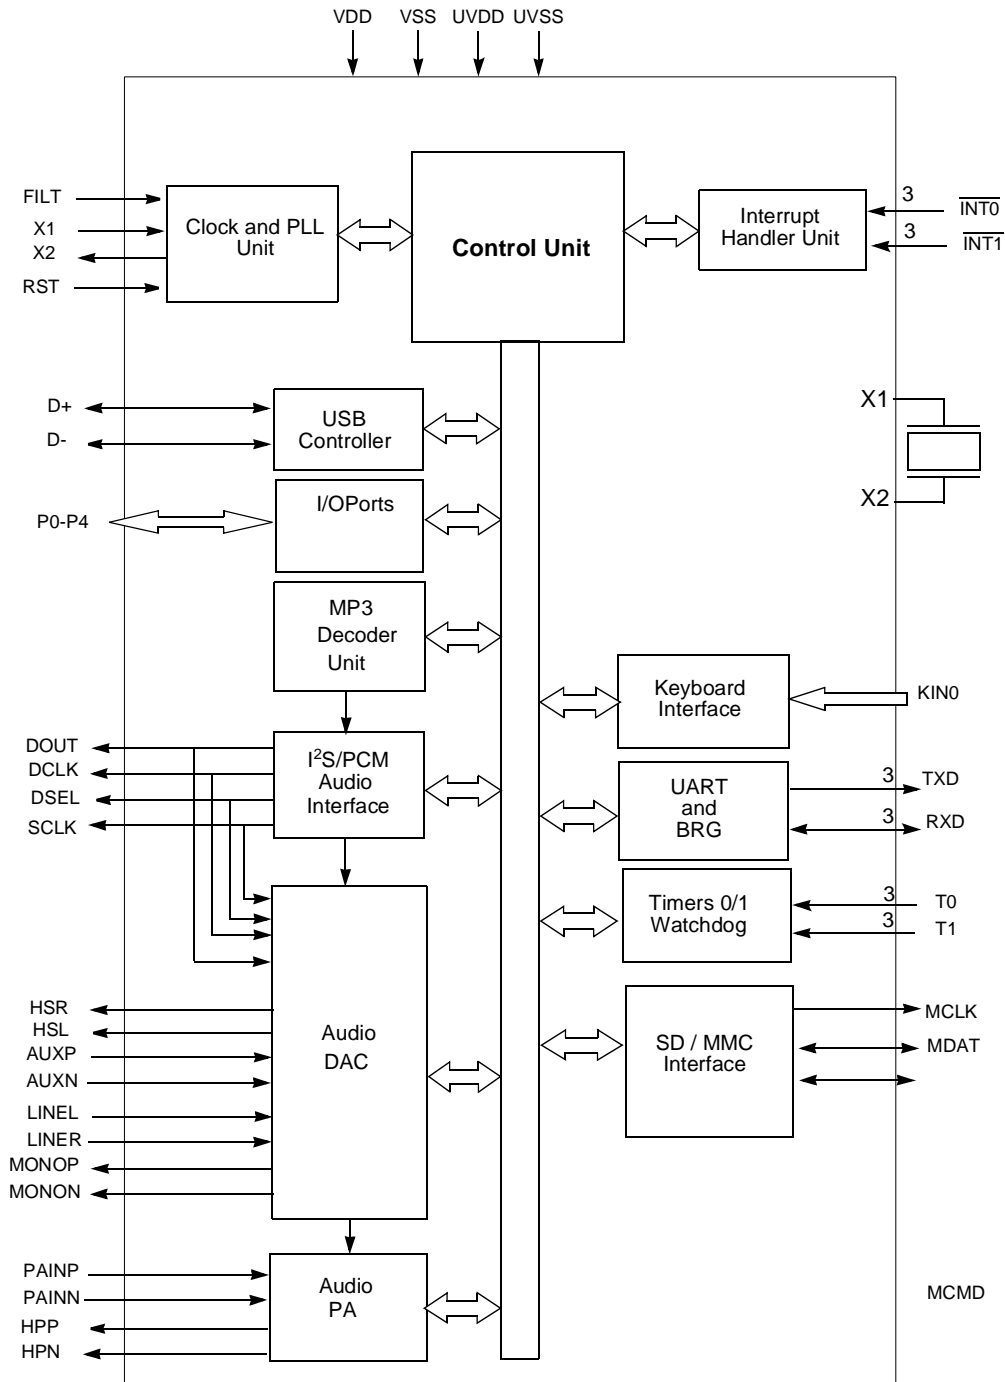 VDD VSS UVDD UVSS
FILT
X1
X2
RST
Clock and PLL
Unit
Control Unit
Interrupt
Handler Unit
3
INT0
3
INT1
D+
D-
USB
Controller
X1
X2
P0-P4
I/OPorts
MP3
Decoder
Unit
Keyboard
Interface
KIN0
DOUT
DCLK
DSEL
SCLK
I2S/PCM
Audio
Interface
UART
and
BRG
3
TXD
3
RXD
Timers 0/1
Watchdog
3
T0
3
T1
HSR
HSL
AUXP
AUXN
LINEL
LINER
MONOP
MONON
Audio
DAC
SD / MMC
Interface
MCLK
MDAT
PAINP
PAINN
HPP
HPN
Audio
PA
MCMD